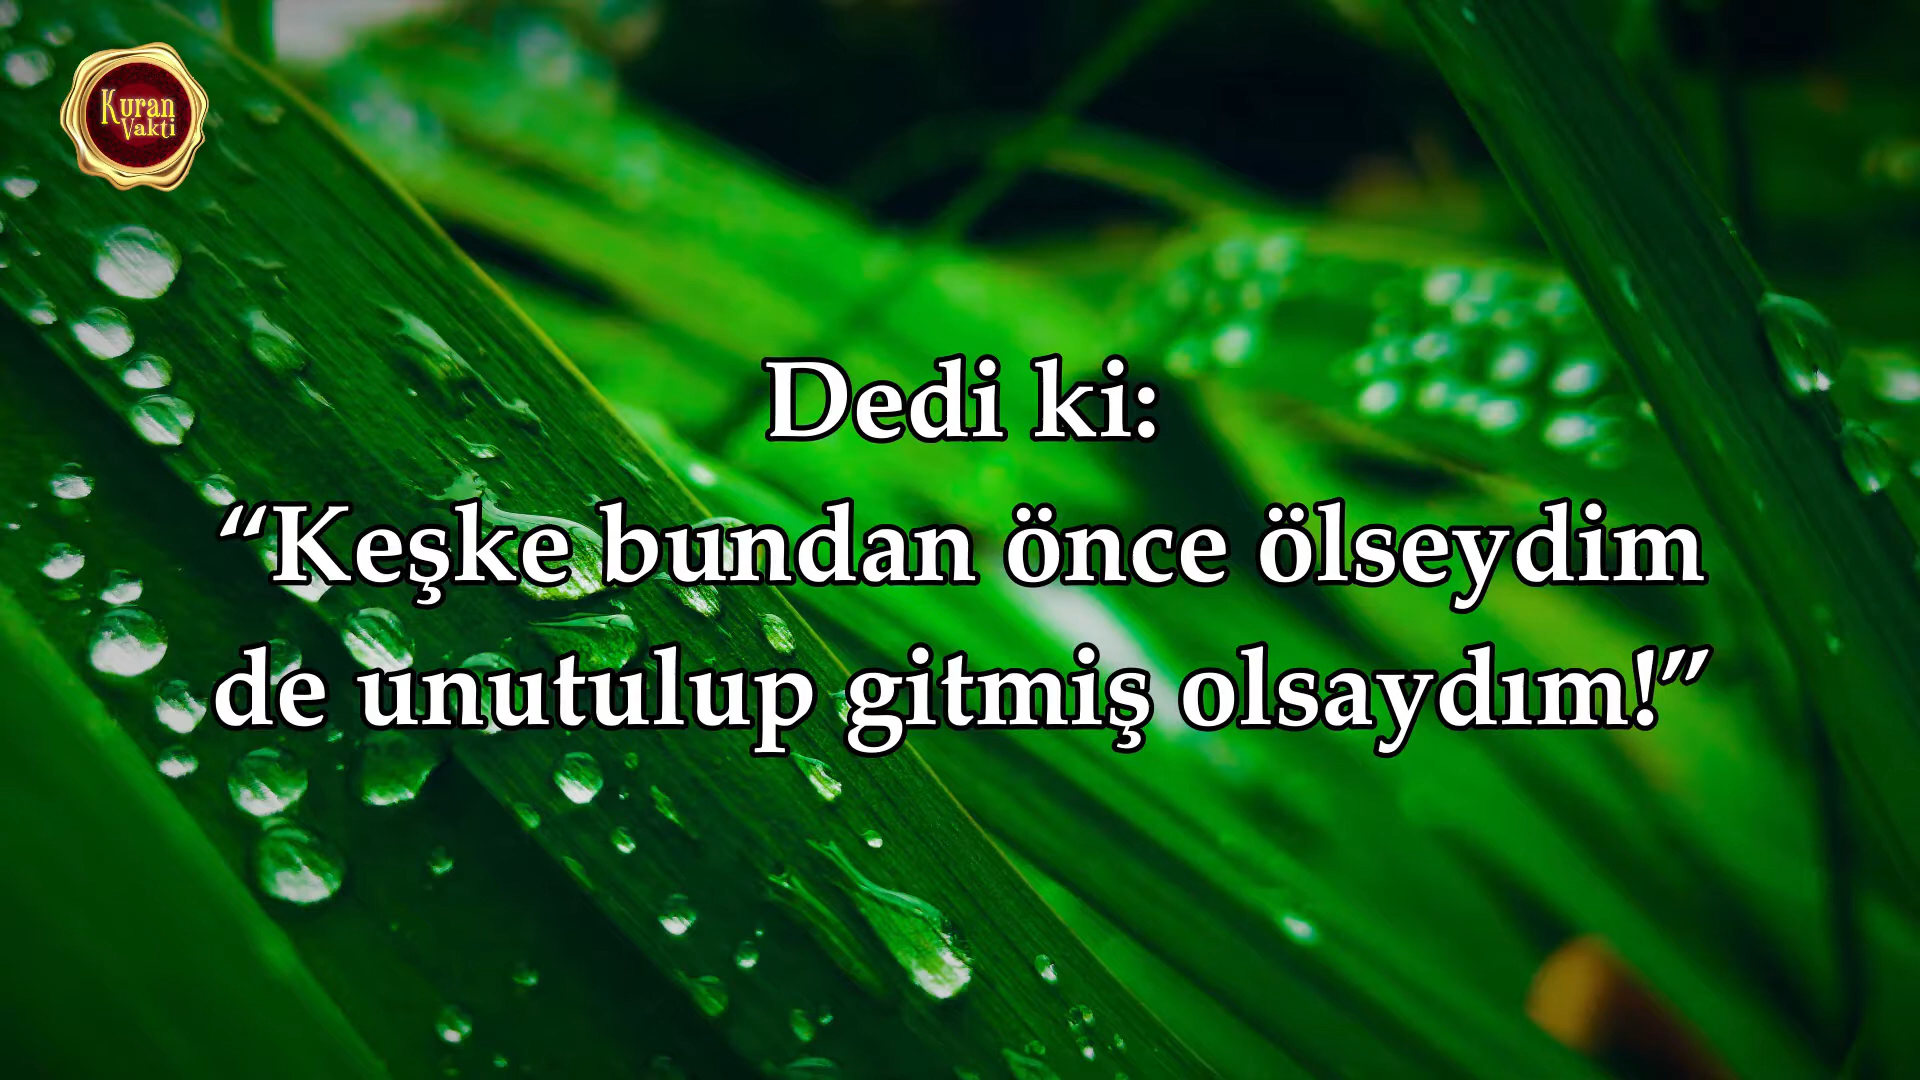 Kuran
Vakti
Dedi ki:
“Keşke bundan önce ölseydim
de unutulup gitmiş olsaydım!”